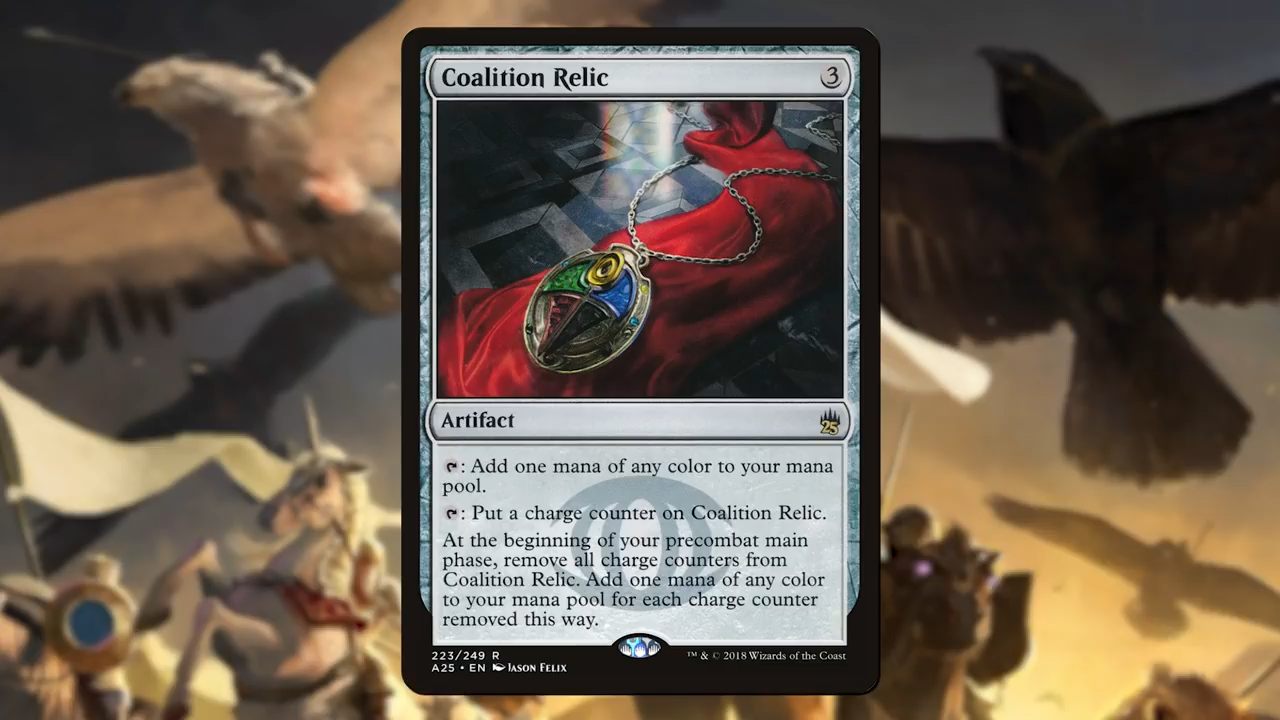 Coalition Relic 3
Artifact
25
: Add one mana of any color to your mana
pool.
: Put a charge counter on Coalition Relic.
At the beginning of your precombat main
phase, remove all charge counters from
Coalition Relic. Add one mana of any color
to your mana pool for each charge counter
removed this way.
223/249 R
A25 • EN Jason Felix
™ & © 2018 Wizards of the Coast